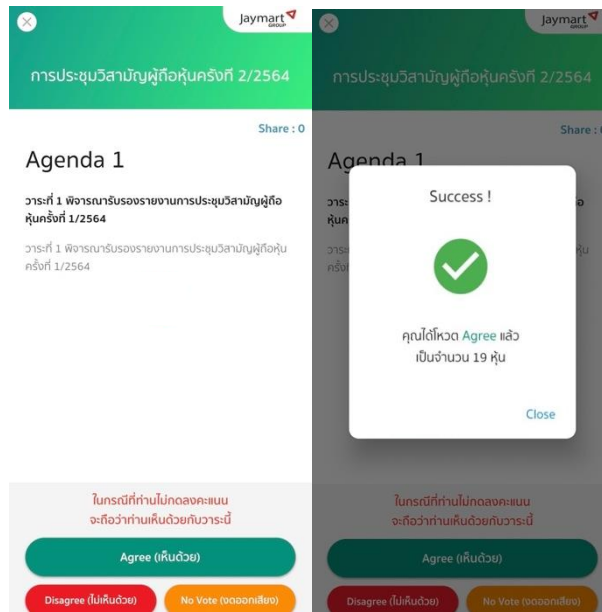 Jaymart
GROUP
การประชุมวิสามัญผู้ถือหุ้นครั้งที่ 2/2564
Share : 0
Agenda 1
วาระที่ 1 พิจารณารับรองรายงานการประชุมวิสามัญผู้ถือ
หุ้นครั้งที่ 1/2564
วาระที่ 1 พิจารณารับรองรายงานการประชุมวิสามัญผู้ถือหุ้น
ครั้งที่ 1/2564
ในกรณีที่ท่านไม่กดลงคะแนน
จะถือว่าท่านเห็นด้วยกับวาระนี้
Agree (เห็นด้วย)
Disagree (ไม่เห็นด้วย)
No Vote (งดออกเสียง)
Jaymart
GROUP
การประชุมวิสามัญผู้ถือหุ้นครั้งที่ 2/2564
Share : 0
Agenda 1
Success !
คุณได้โหวต Agree แล้ว
เป็นจำนวน 19 หุ้น
Close
ในกรณีที่ท่านไม่กดลงคะแนน
จะถือว่าท่านเห็นด้วยกับวาระนี้
Agree (เห็นด้วย)
Disagree (ไม่เห็นด้วย)
No Vote (งดออกเสียง)